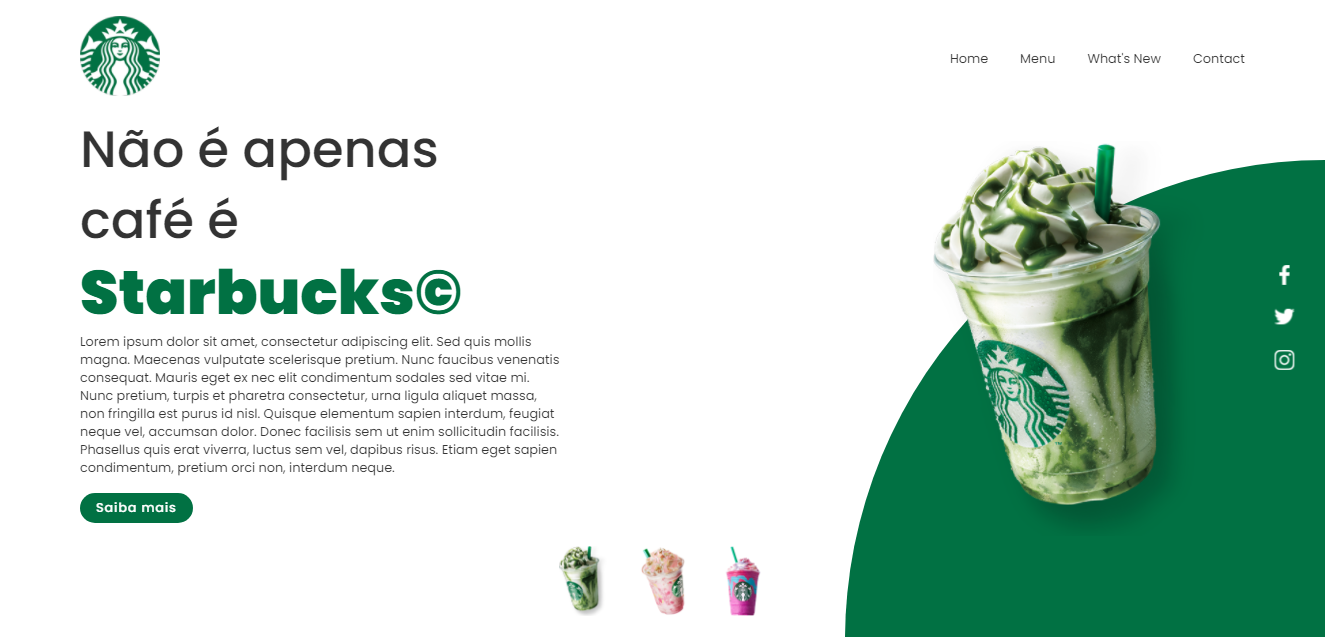 Home Menu What's New Contact
Não é apenas
café é
Starbucks©
Lorem ipsum dolor sit amet, consectetur adipiscing elit. Sed quis mollis
magna. Maecenas vulputate scelerisque pretium. Nunc faucibus venenatis
consequat. Mauris eget ex nec elit condimentum sodales sed vitae mi.
Nunc pretium, turpis et pharetra consectetur, urna ligula aliquet massa,
non fringilla est purus id nisl. Quisque elementum sapien interdum, feugiat
neque vel, accumsan dolor. Donec facilisis sem ut enim sollicitudin facilisis.
Phasellus quis erat viverra, luctus sem vel, dapibus risus. Etiam eget sapien
condimentum, pretium orci non, interdum neque.
Saiba mais